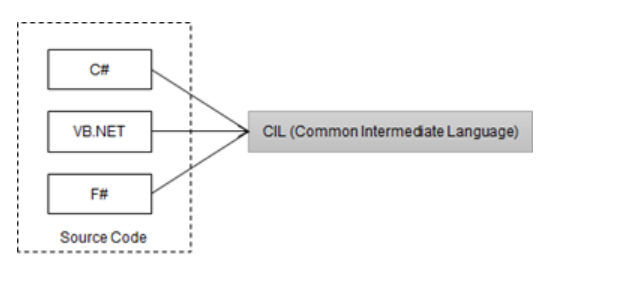 C#
VB.NET
F#
Source Code
CIL (Common Intermediate Language)